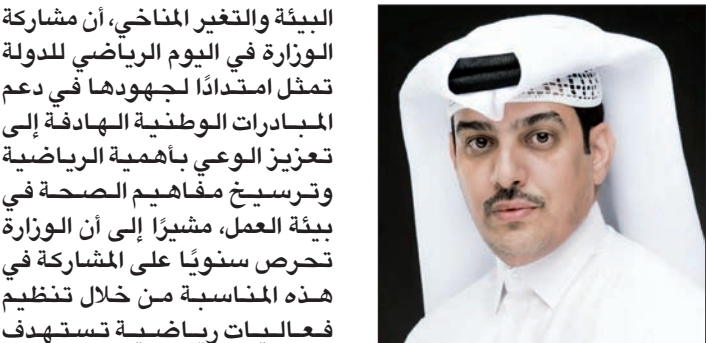 البيئة والتغير المناخي، أن مشاركة
الوزارة في اليوم الرياضي للدولة
تمثل امتدادًا لجهودها في دعم
المبادرات الوطنية الهادفة إلى
تعزيز الوعي بأهمية الرياضية
وترسيخ مفاهيم الصحة في
بيئة العمل، مشيرًا إلى أن الوزارة
تحرص سنويًا على المشاركة في
هذه المناسبة من خلال تنظيم
فعاليات رياضية تستهدف